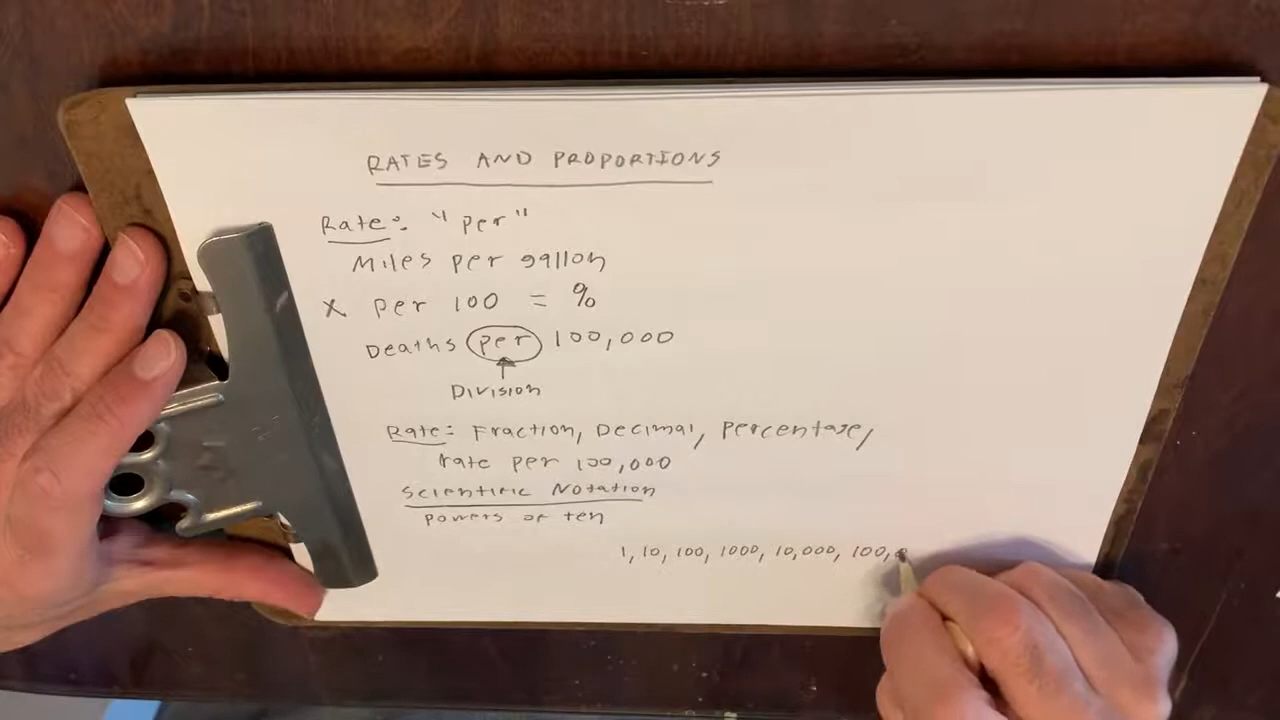 RATES AND PROPORTIONS
Rate: "per"
Miles per gallon
X per 100 = %
Deaths per 100,000
Division
Rate: Fraction, Decimal, Percentage,
rate per 100,000
Scientific Notation
powers of ten
1, 10, 100, 1000, 10,000, 100,0